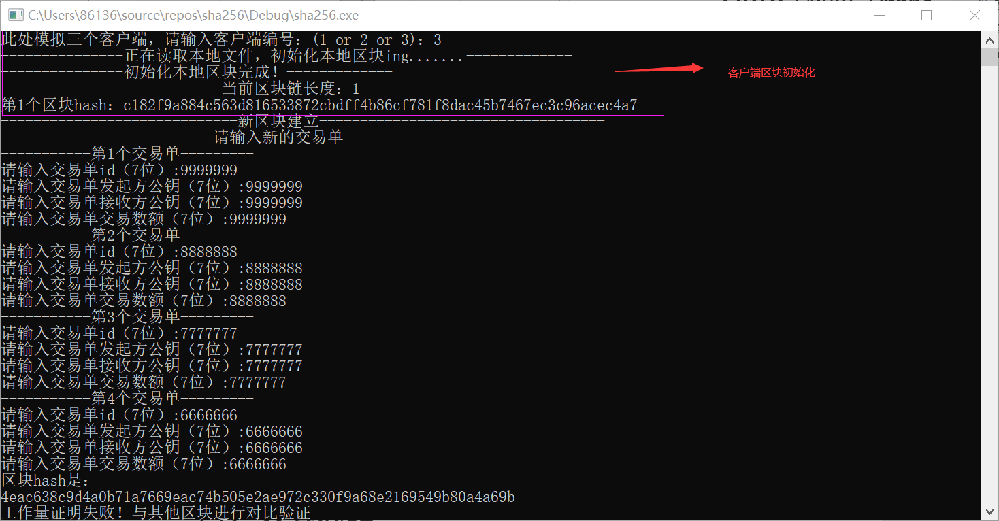 C:\Users\86136\source\repos\sha256\Debug\sha256.exe
此处模拟三个客户端，请输入客户端编号：(1 or 2 or 3)：3
---------------正在读取本地文件，初始化本地区块ing.......-------------
---------------初始化本地区块完成！-------------
客户端区块初始化
---------------------------当前区块链长度：1----------------------------
第1个区块hash：c182f9a884c563d816533872cbdff4b86cf781f8dac45b7467ec3c96acec4a7
-----------------------------新区块建立-----------------------------------
--------------------------请输入新的交易单-------------------------------
-----------第1个交易单---------
请输入交易单id（7位）:9999999
请输入交易单发起方公钥（7位）:9999999
请输入交易单接收方公钥（7位）:9999999
请输入交易单交易数额（7位）:9999999
-----------第2个交易单---------
请输入交易单id（7位）:8888888
请输入交易单发起方公钥（7位）:8888888
请输入交易单接收方公钥（7位）:8888888
请输入交易单交易数额（7位）:8888888
-----------第3个交易单---------
请输入交易单id（7位）:7777777
请输入交易单发起方公钥（7位）:7777777
请输入交易单接收方公钥（7位）:7777777
请输入交易单交易数额（7位）:7777777
-----------第4个交易单---------
请输入交易单id（7位）:6666666
请输入交易单发起方公钥（7位）:6666666
请输入交易单接收方公钥（7位）:6666666
请输入交易单交易数额（7位）:6666666
区块hash是：
4eac638c9d4a0b71a7669eac74b505e2ae972c330f9a68e2169549b80a4a69b
工作量证明失败！与其他区块进行对比验证